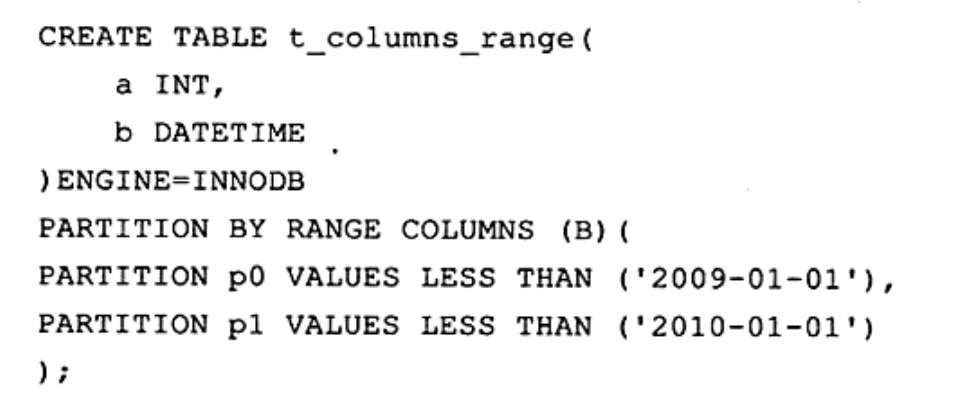 CREATE TABLE t_columns_range(
a INT,
b DATETIME
)ENGINE=INNODB
PARTITION BY RANGE COLUMNS (B)(
PARTITION p0 VALUES LESS THAN ('2009-01-01'),
PARTITION p1 VALUES LESS THAN ('2010-01-01')
);